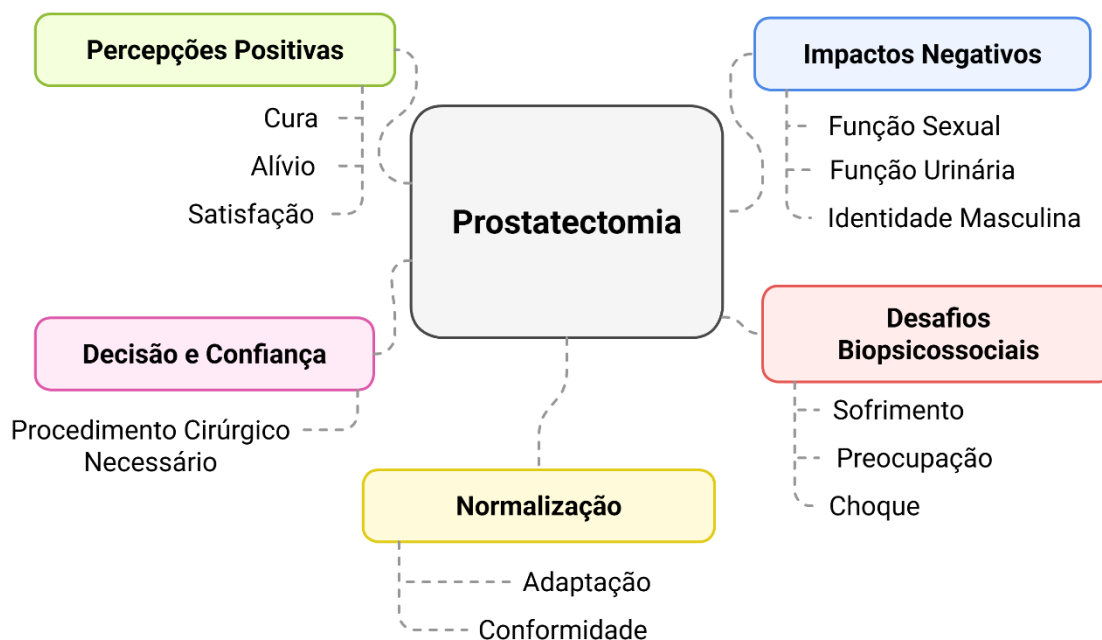 Percepções Positivas
Cura
Alívio
Satisfação
Impactos Negativos
Função Sexual
Função Urinária
Identidade Masculina
Prostatectomia
Decisão e Confiança
Procedimento Cirúrgico
Necessário
Desafios
Biopsicossociais
Sofrimento
Preocupação
Choque
Normalização
Adaptação
Conformidade